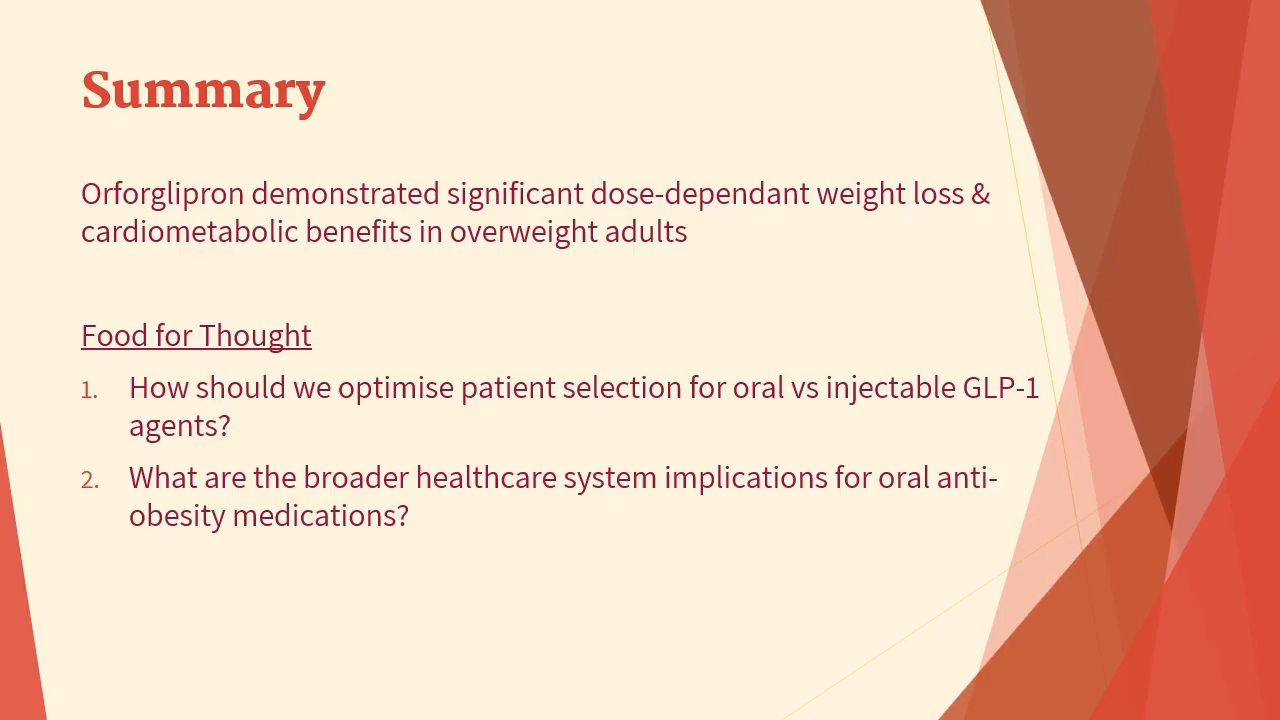 Summary
Orforglipron demonstrated significant dose-dependant weight loss &
cardiometabolic benefits in overweight adults
Food for Thought
1. How should we optimise patient selection for oral vs injectable GLP-1
agents?
2. What are the broader healthcare system implications for oral anti-
obesity medications?